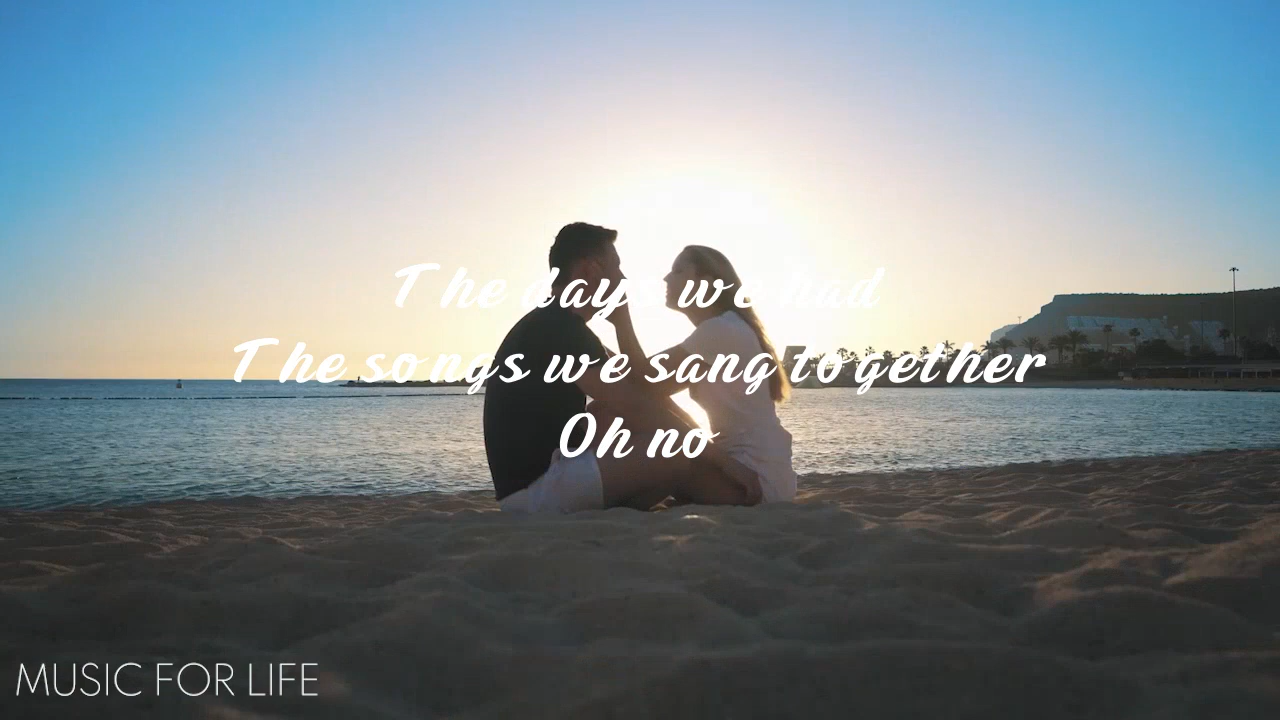 The days we had
The songs we sang together
Oh no
MUSIC FOR LIFE